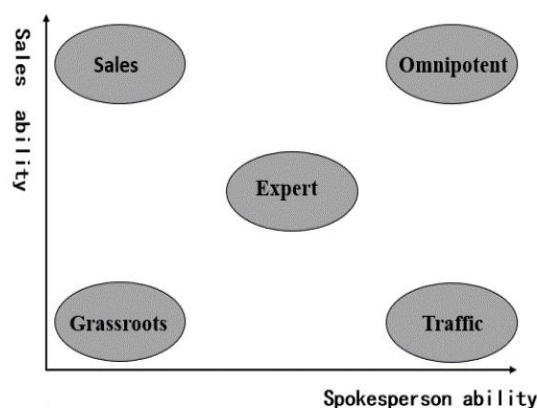 Sales ability
Sales
Omnipotent
Expert
Grassroots
Traffic
Spokesperson ability